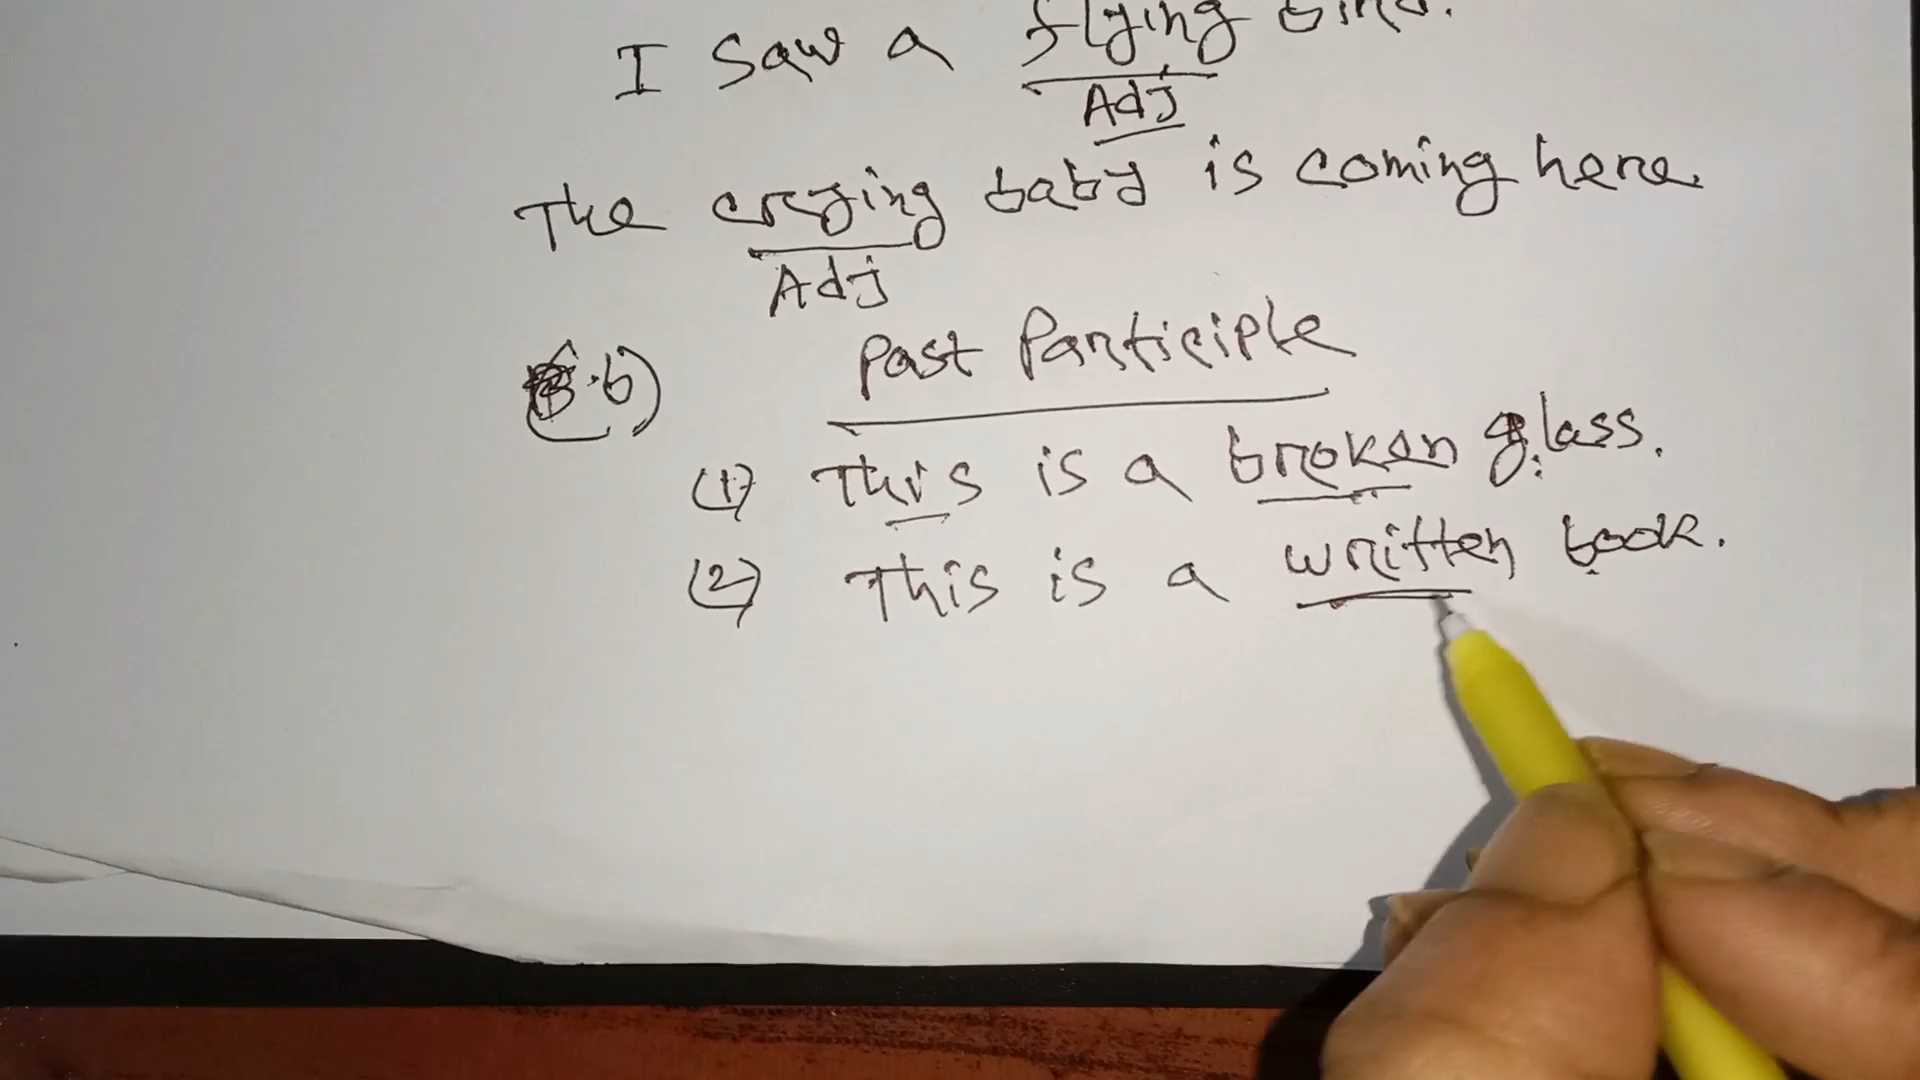 I saw a flying bird.
Adj
The crying baby is coming here.
Adj
b) Past Participle
(1) This is a broken glass.
(2) This is a written book.